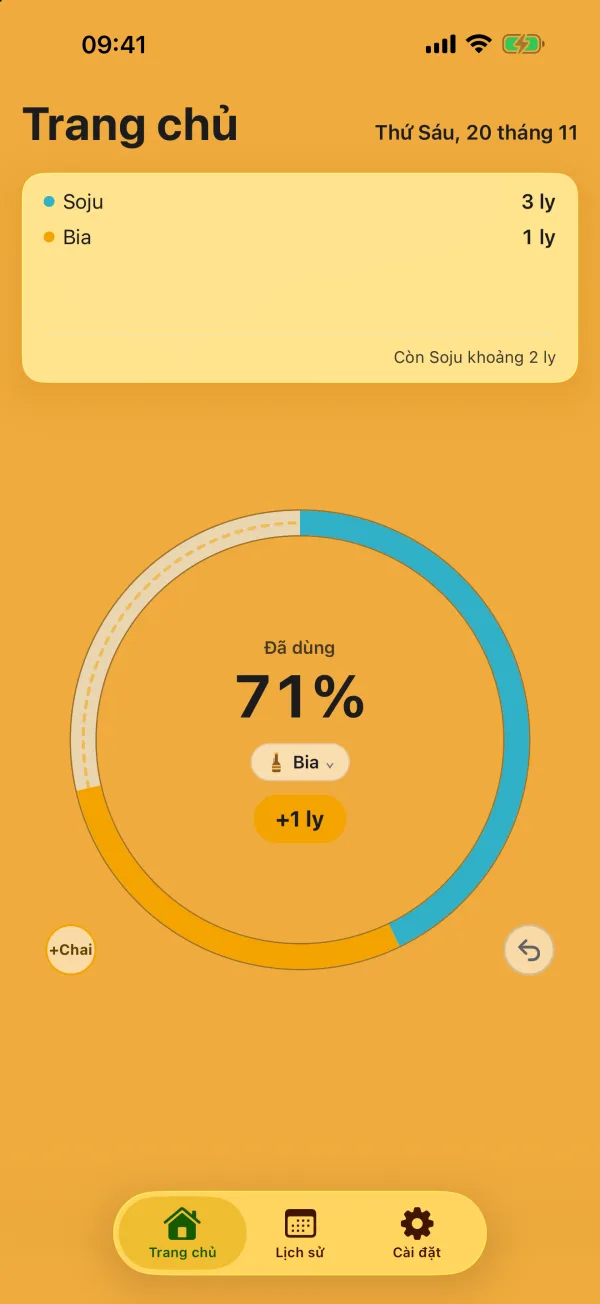 09:41
Trang chủ
Thứ Sáu, 20 tháng 11
Soju 3 ly
Bia 1 ly
Còn Soju khoảng 2 ly
Đã dùng
71%
Bia
+1 ly
+Chai
Trang chủ
Lịch sử
Cài đặt